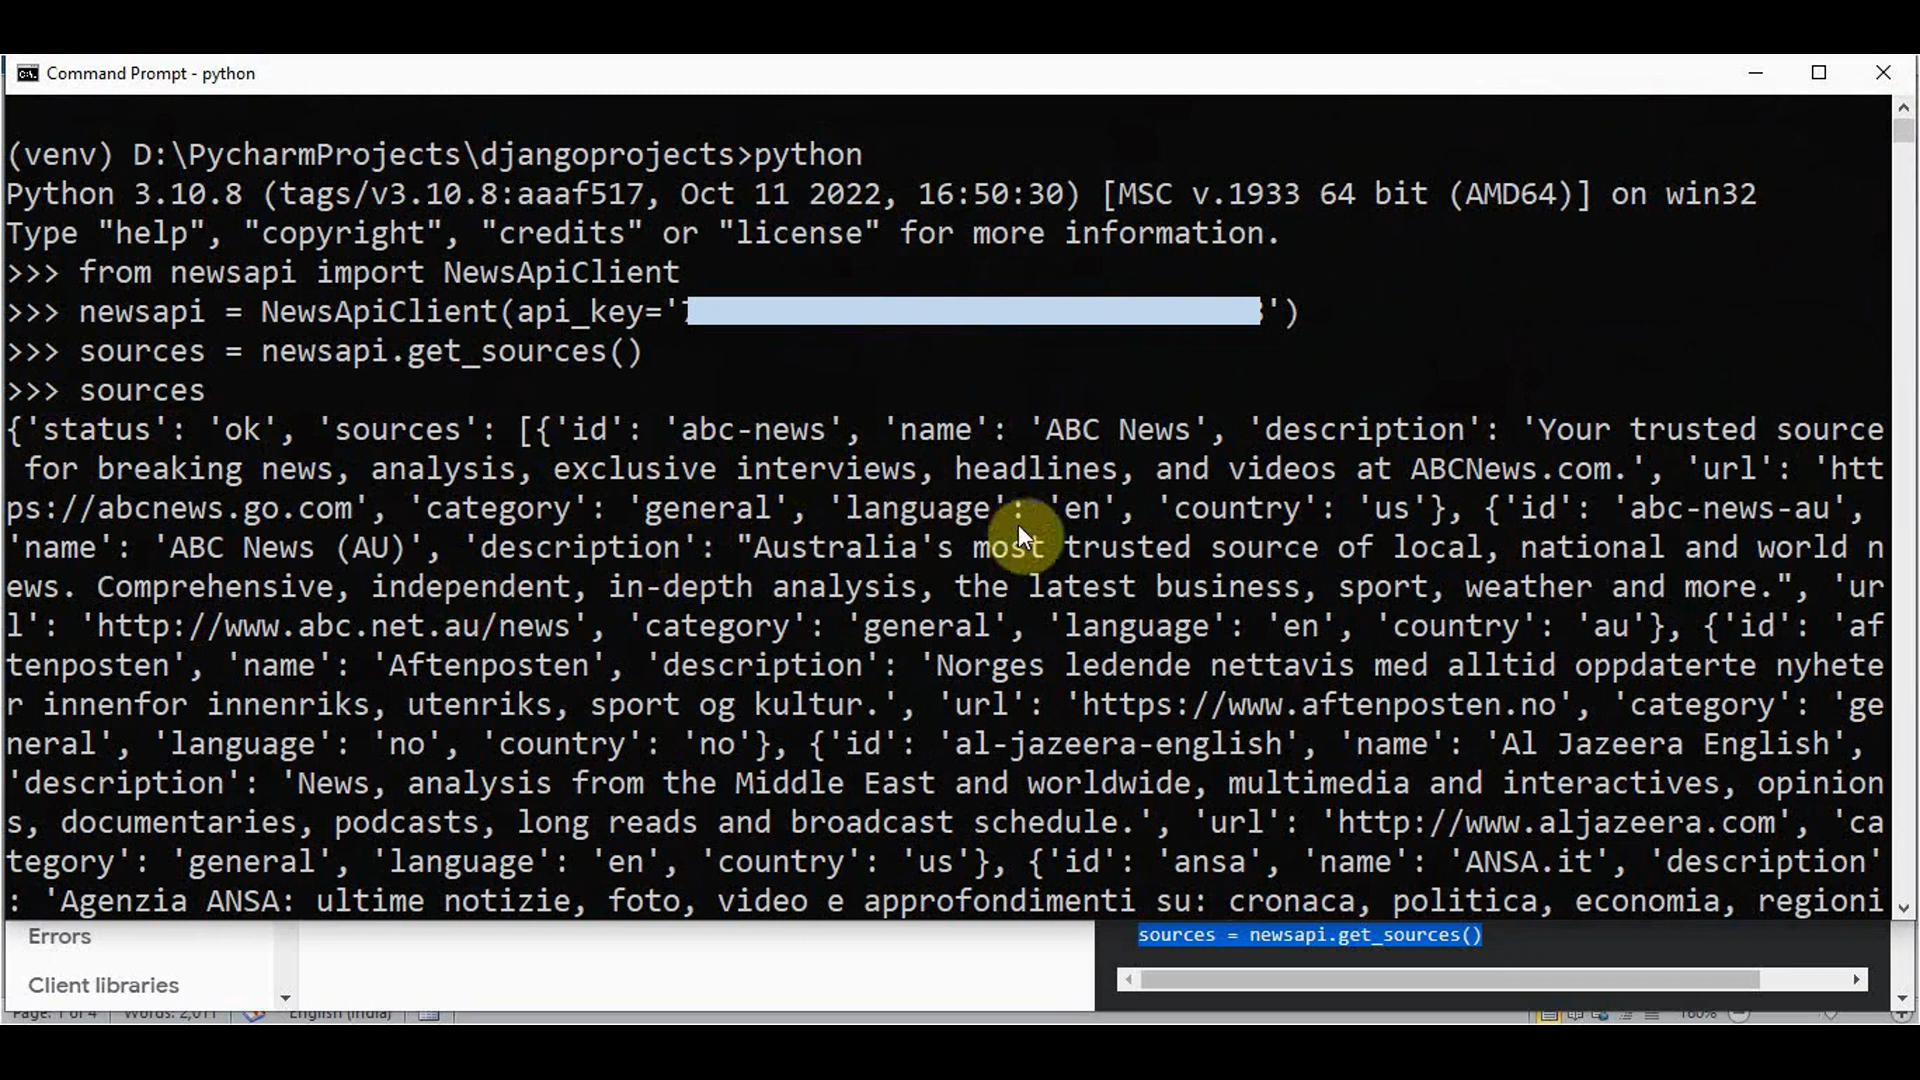 Command Prompt - python
(venv) D:\PycharmProjects\djangoprojects>python
Python 3.10.8 (tags/v3.10.8:aaaf517, Oct 11 2022, 16:50:30) [MSC v.1933 64 bit (AMD64)] on win32
Type "help", "copyright", "credits" or "license" for more information.
>>> from newsapi import NewsApiClient
>>> newsapi = NewsApiClient(api_key=' ')
>>> sources = newsapi.get_sources()
>>> sources
{'status': 'ok', 'sources': [{'id': 'abc-news', 'name': 'ABC News', 'description': 'Your trusted source
 for breaking news, analysis, exclusive interviews, headlines, and videos at ABCNews.com.', 'url': 'htt
ps://abcnews.go.com', 'category': 'general', 'language': 'en', 'country': 'us'}, {'id': 'abc-news-au',
'name': 'ABC News (AU)', 'description': "Australia's most trusted source of local, national and world n
ews. Comprehensive, independent, in-depth analysis, the latest business, sport, weather and more.", 'ur
l': 'http://www.abc.net.au/news', 'category': 'general', 'language': 'en', 'country': 'au'}, {'id': 'af
tenposten', 'name': 'Aftenposten', 'description': 'Norges ledende nettavis med alltid oppdaterte nyhete
r innenfor innenriks, utenriks, sport og kultur.', 'url': 'https://www.aftenposten.no', 'category': 'ge
neral', 'language': 'no', 'country': 'no'}, {'id': 'al-jazeera-english', 'name': 'Al Jazeera English',
'description': 'News, analysis from the Middle East and worldwide, multimedia and interactives, opinion
s, documentaries, podcasts, long reads and broadcast schedule.', 'url': 'http://www.aljazeera.com', 'ca
tegory': 'general', 'language': 'en', 'country': 'us'}, {'id': 'ansa', 'name': 'ANSA.it', 'description'
: 'Agenzia ANSA: ultime notizie, foto, video e approfondimenti su: cronaca, politica, economia, regioni
Errors
sources = newsapi.get_sources()
Client libraries
Page: 1 of 4 Words: 2,011 English (India) 160%